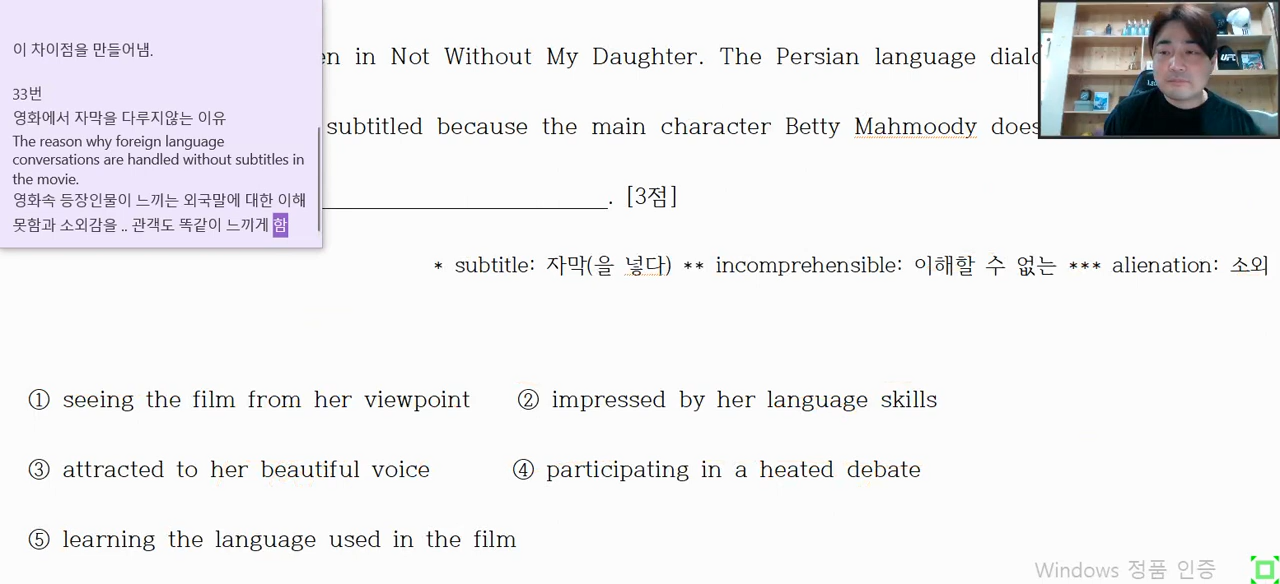 이 차이점을 만들어냄.
33번
영화에서 자막을 다루지않는 이유
The reason why foreign language
conversations are handled without subtitles in
the movie.
영화속 등장인물이 느끼는 외국말에 대한 이해
못함과 소외감을 .. 관객도 똑같이 느끼게 함
in Not Without My Daughter. The Persian language
subtitled because the main character Betty Mahmoody
. [3점]
* subtitle: 자막(을 넣다) ** incomprehensible: 이해할 수 없는 *** alienation: 소외
① seeing the film from her viewpoint ② impressed by her language skills
③ attracted to her beautiful voice ④ participating in a heated debate
⑤ learning the language used in the film
UFC
Windows 정품 인증